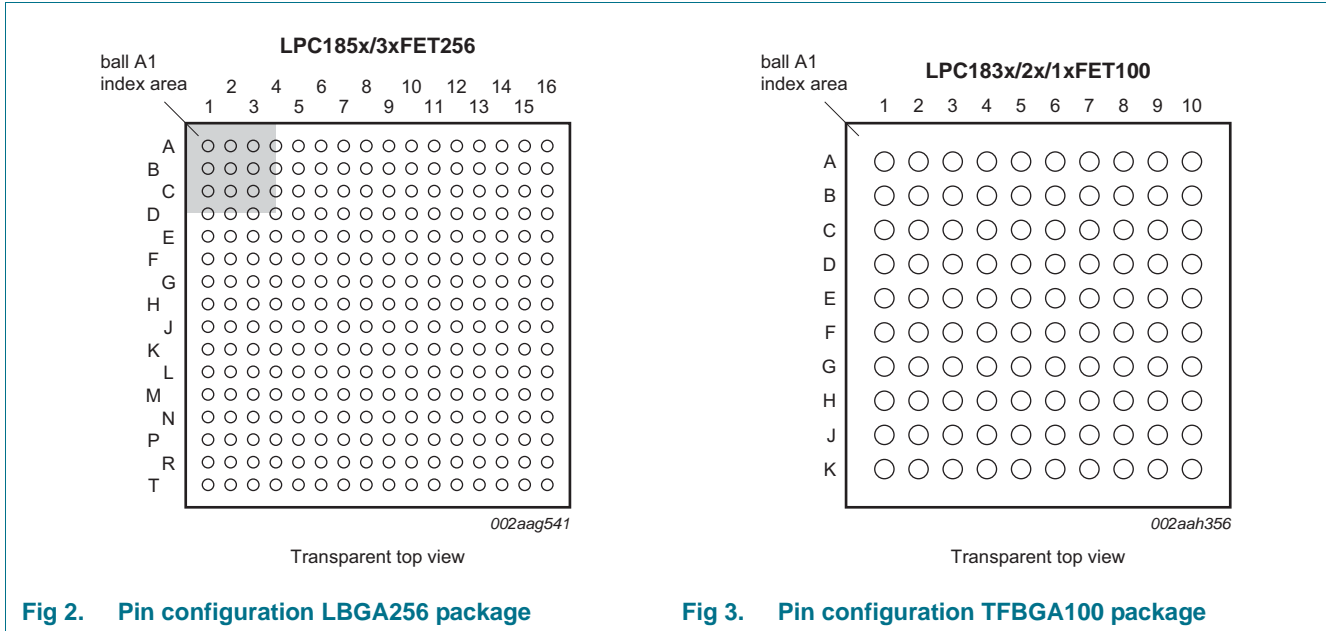 LPC185x/3xFET256
ball A1
index area
2 4 6 8 10 12 14 16
1 3 5 7 9 11 13 15
A
B
C
D
E
F
G
H
J
K
L
M
N
P
R
T
002aag541
Transparent top view
Fig 2. Pin configuration LBGA256 package
LPC183x/2x/1xFET100
ball A1
index area
1 2 3 4 5 6 7 8 9 10
A
B
C
D
E
F
G
H
J
K
002aah356
Transparent top view
Fig 3. Pin configuration TFBGA100 package